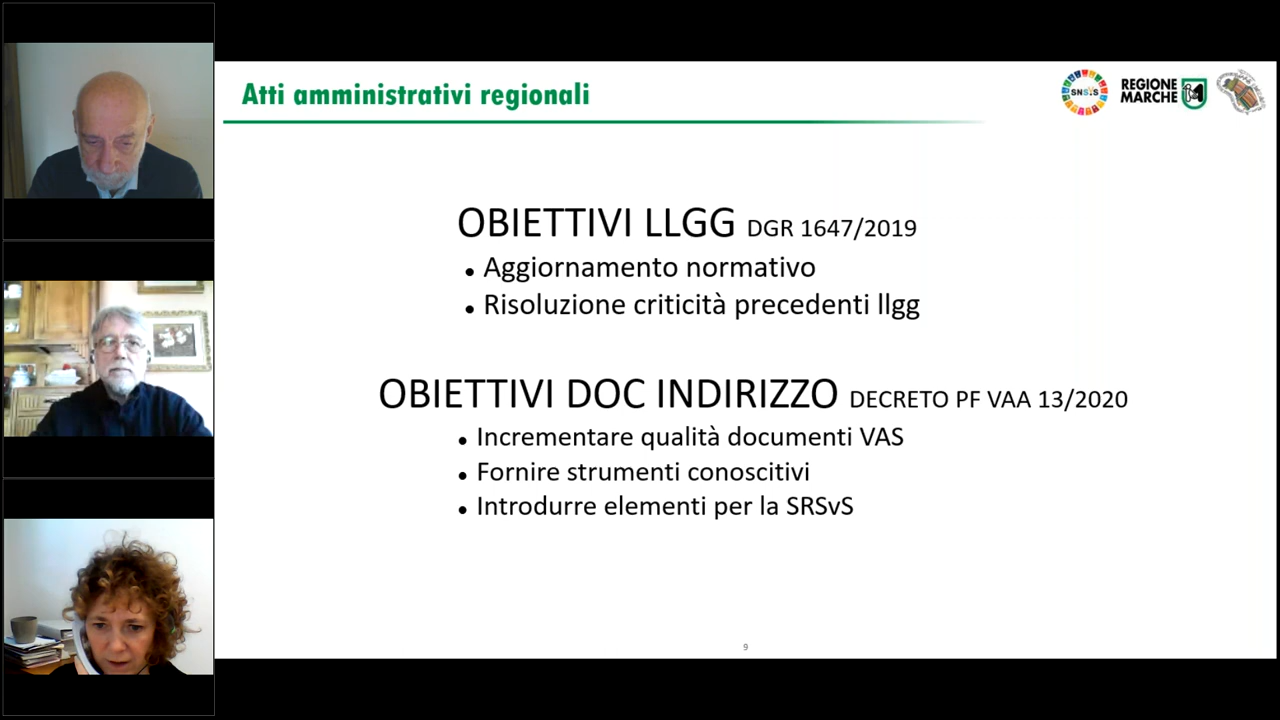 Atti amministrativi regionali
SNSvS
REGIONE
MARCHE
OBIETTIVI LLGG DGR 1647/2019
• Aggiornamento normativo
• Risoluzione criticità precedenti llgg
OBIETTIVI DOC INDIRIZZO DECRETO PF VAA 13/2020
• Incrementare qualità documenti VAS
• Fornire strumenti conoscitivi
• Introdurre elementi per la SRSvS
9